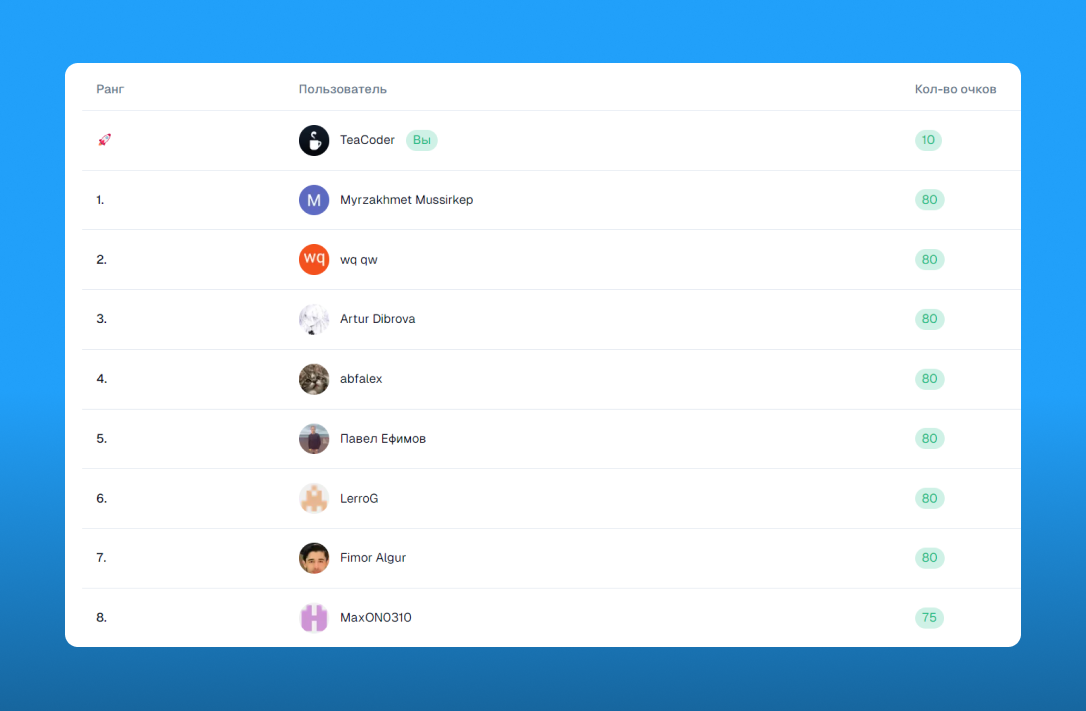 Ранг Пользователь Кол-во очков
TeaCoder Вы 10
1. M Myrzakhmet Mussirkep 80
2. wq wq qw 80
3. Artur Dibrova 80
4. abfalex 80
5. Павел Ефимов 80
6. LerroG 80
7. Fimor Algur 80
8. MaxON0310 75